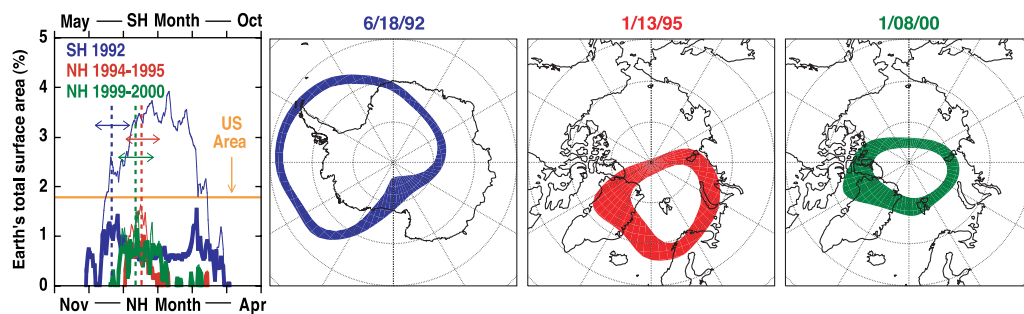 May — SH Month — Oct
6/18/92
1/13/95
1/08/00
Earth's total surface area (%)
5
4
3
2
1
0
SH 1992
NH 1994-1995
NH 1999-2000
US
Area
Nov — NH Month — Apr